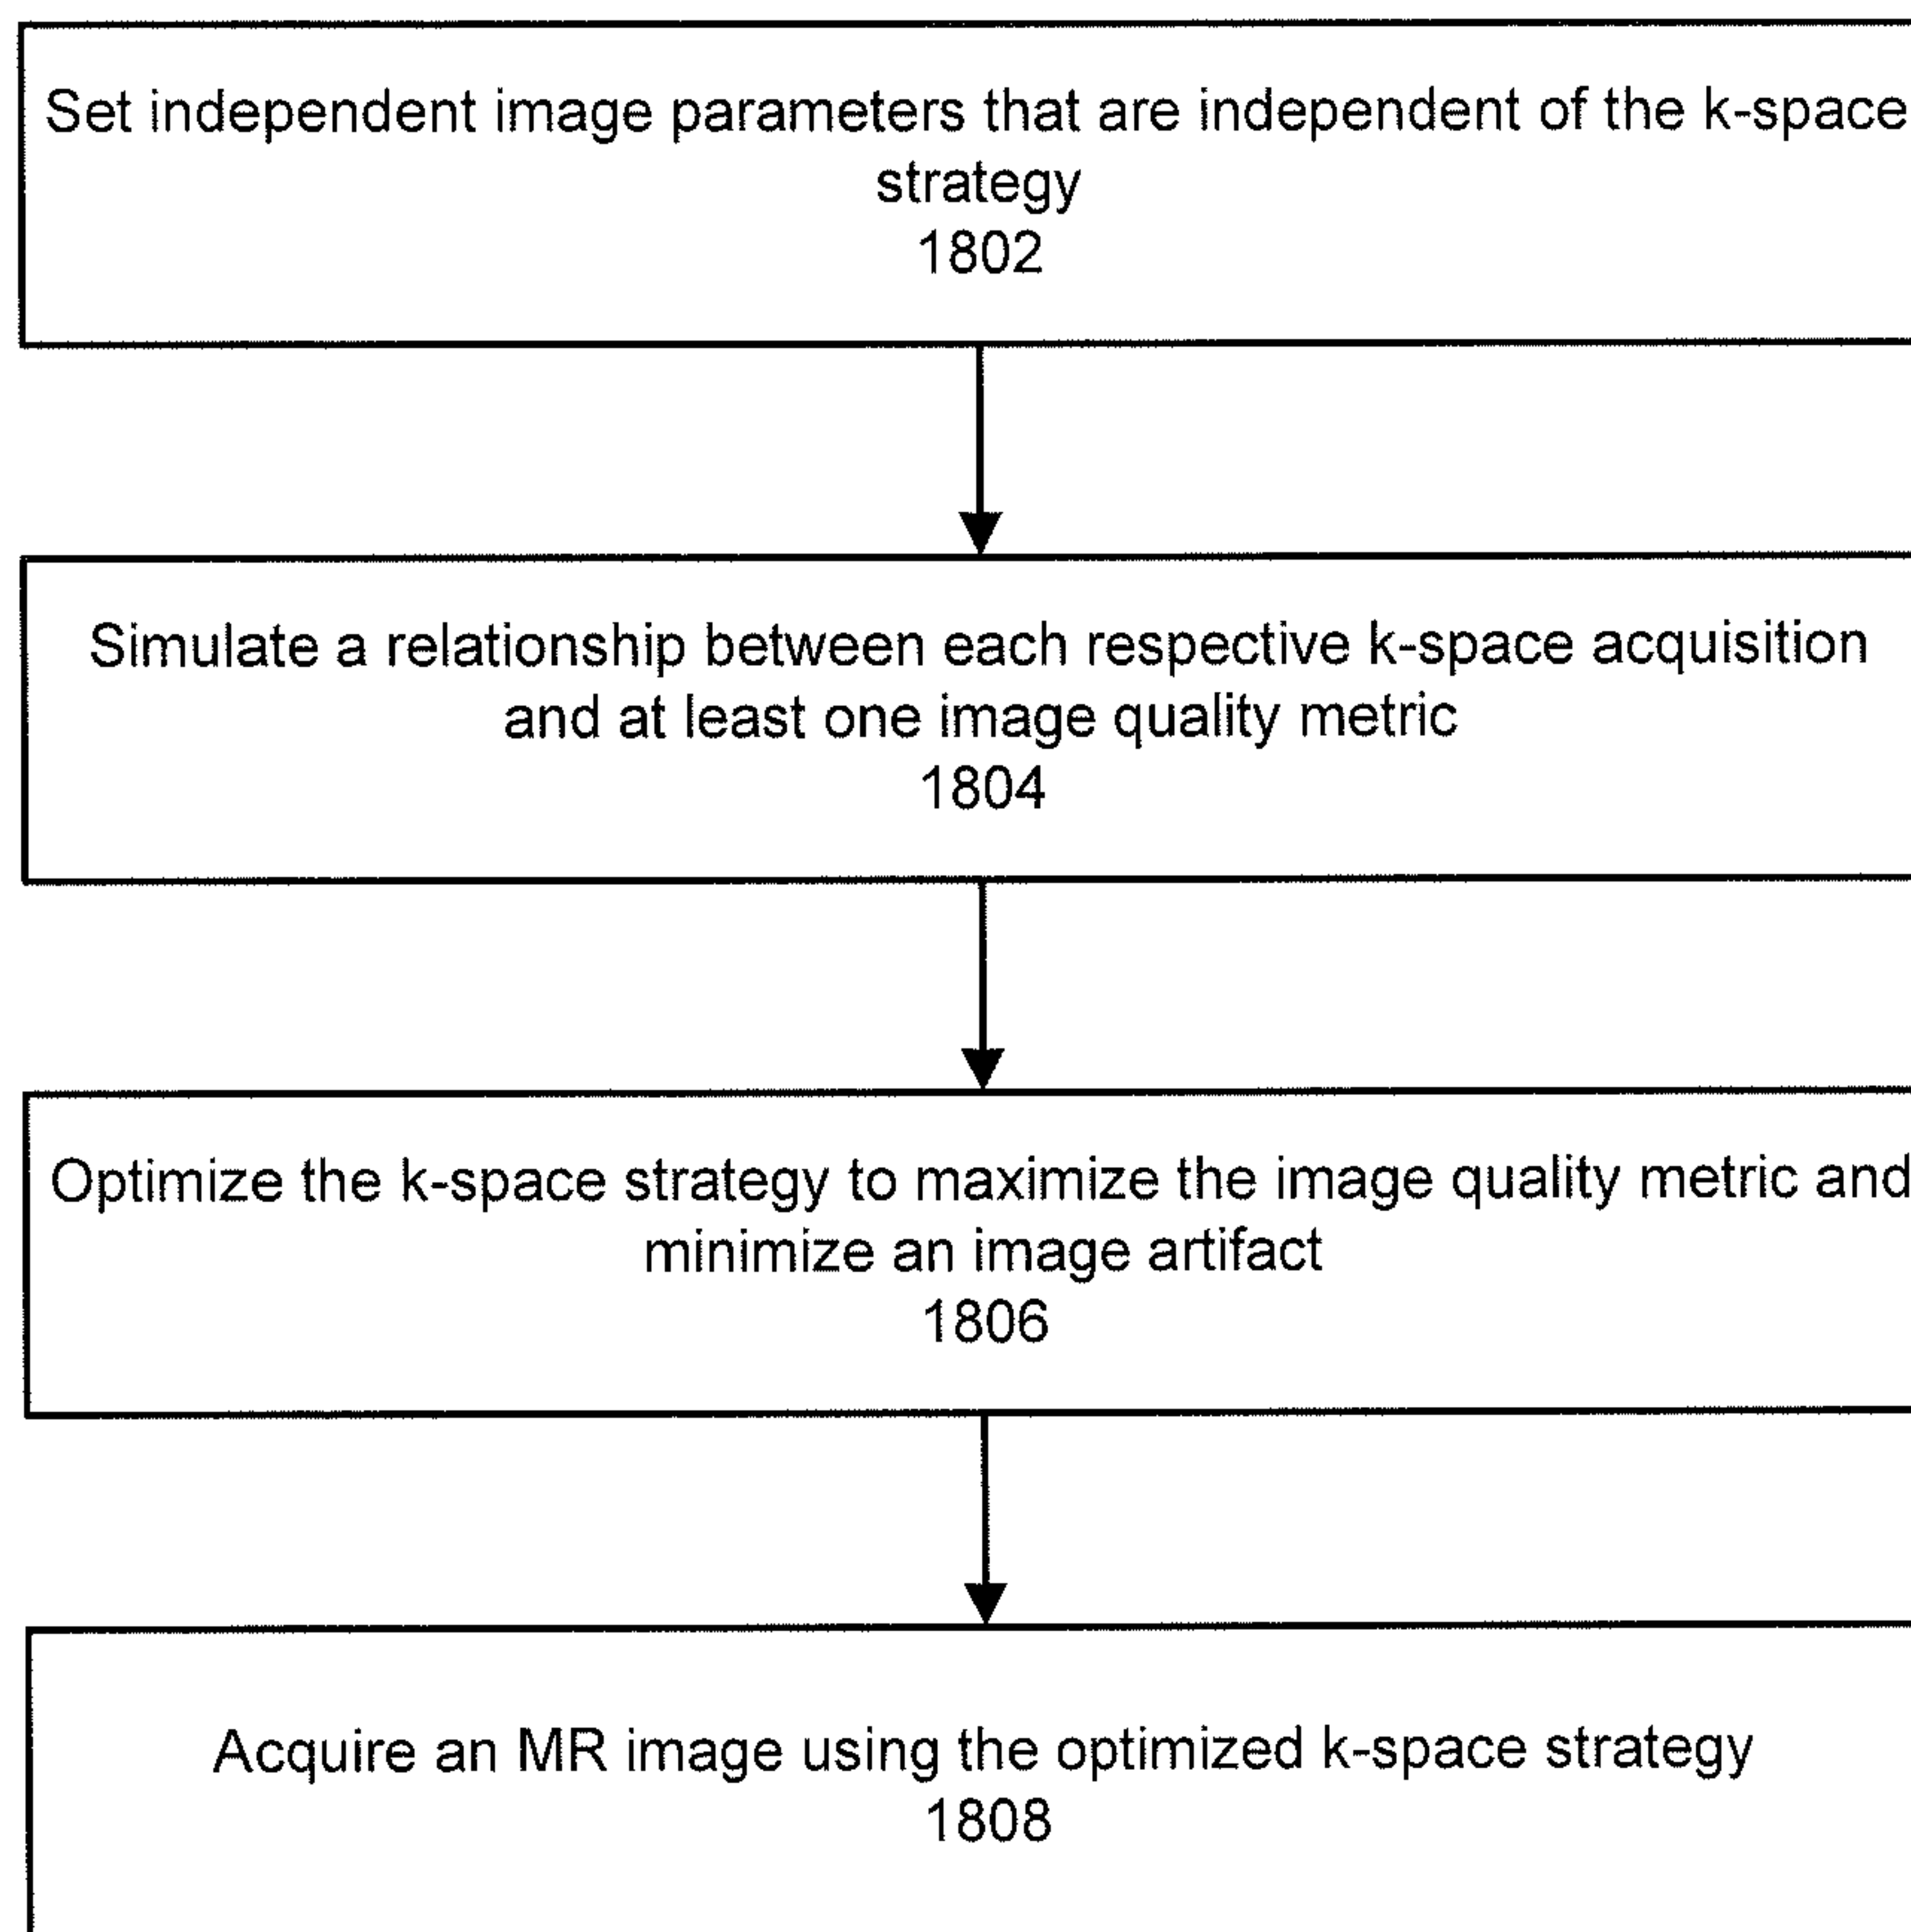 Set independent image parameters that are independent of the k-space
strategy
1802
Simulate a relationship between each respective k-space acquisition
and at least one image quality metric
1804
Optimize the k-space strategy to maximize the image quality metric and
minimize an image artifact
1806
Acquire an MR image using the optimized k-space strategy
1808